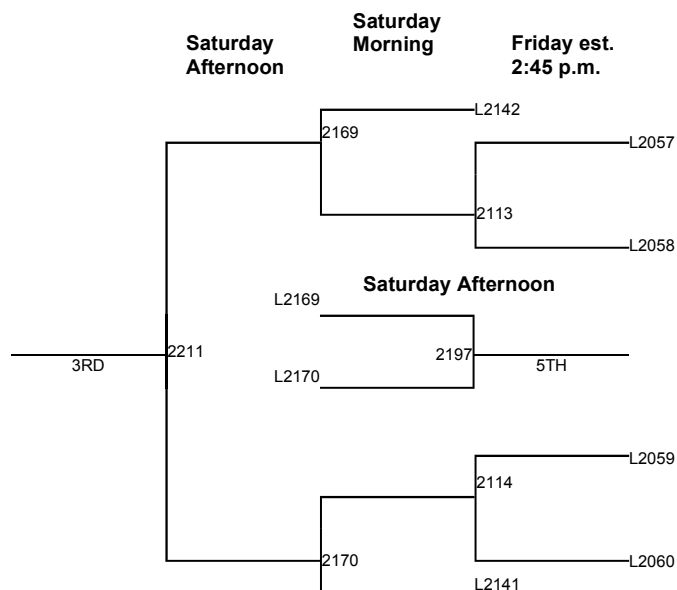 Saturday
Afternoon
Saturday
Morning
Friday est.
2:45 p.m.
L2142
2169
L2057
2113
L2058
Saturday Afternoon
L2169
2211
2197
3RD
5TH
L2170
L2059
2114
2170
L2060
L2141